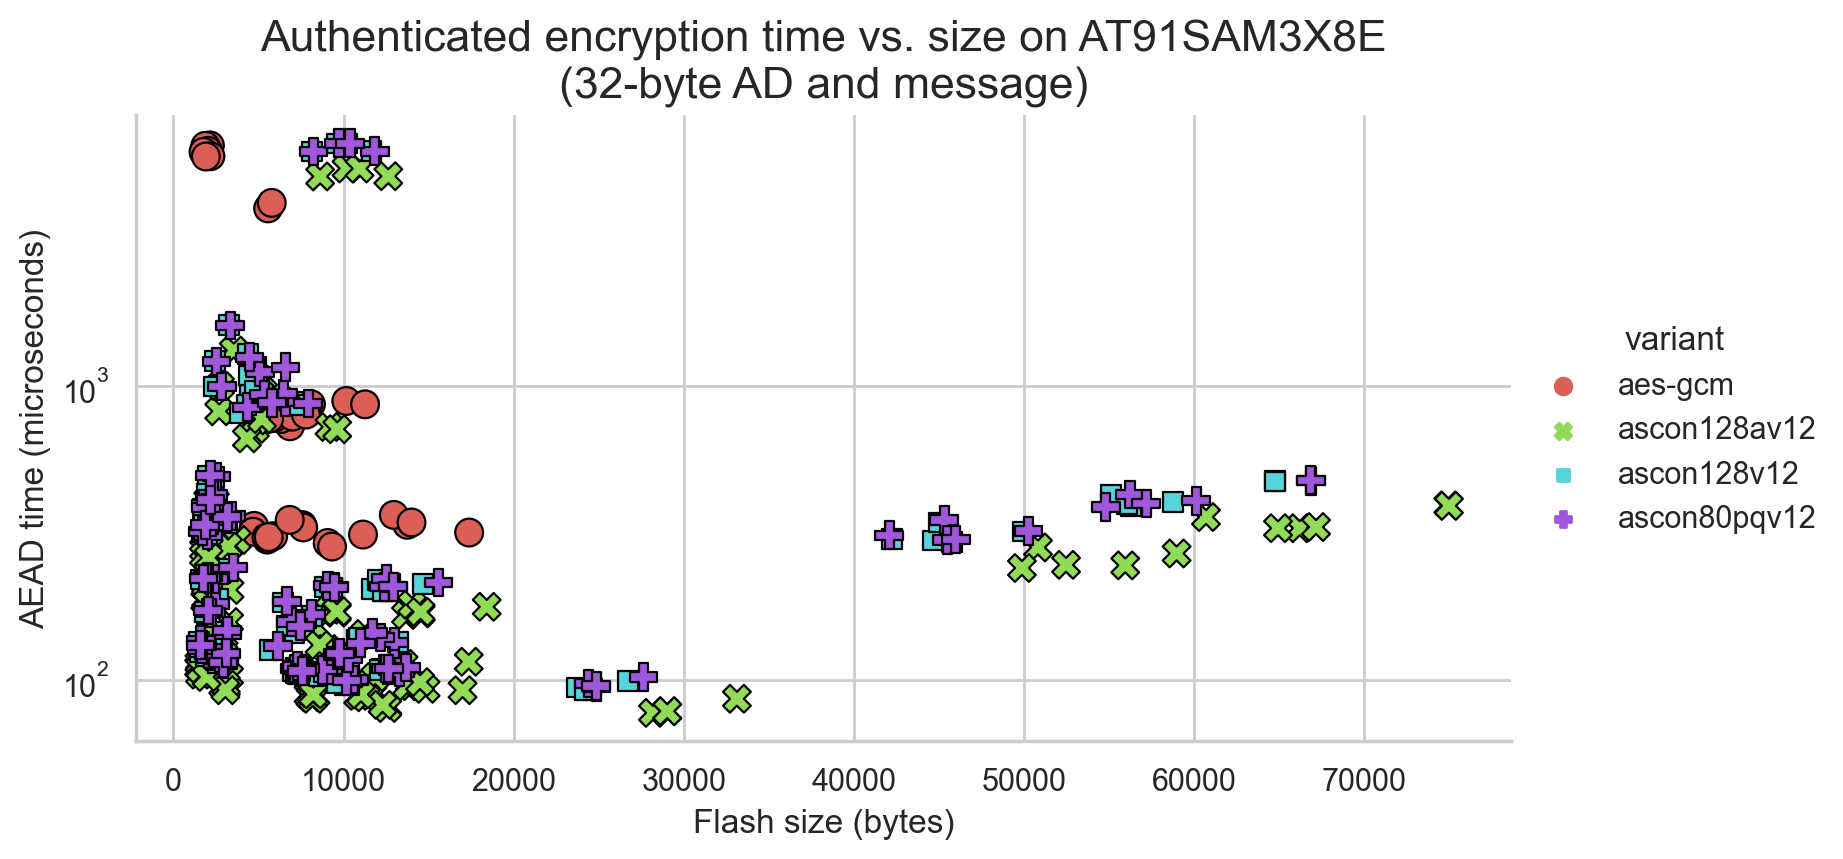 Authenticated encryption time vs. size on AT91SAM3X8E
(32-byte AD and message)
AEAD time (microseconds)
10³
10²
0 10000 20000 30000 40000 50000 60000 70000
Flash size (bytes)
variant
aes-gcm
ascon128av12
ascon128v12
ascon80pqv12